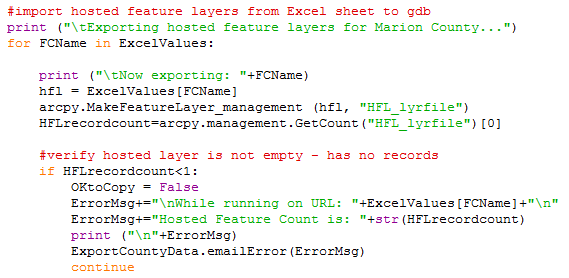 #import hosted feature layers from Excel sheet to gdb
print ("\tExporting hosted feature layers for Marion County...")
for FCName in ExcelValues:
print ("\tNow exporting: "+FCName)
hfl = ExcelValues[FCName]
arcpy.MakeFeatureLayer_management (hfl, "HFL_lyrfile")
HFLrecordcount=arcpy.management.GetCount("HFL_lyrfile")[0]
#verify hosted layer is not empty - has no records
if HFLrecordcount<1:
OKtoCopy = False
ErrorMsg+="\nWhile running on URL: "+ExcelValues[FCName]+"\n"
ErrorMsg+="Hosted Feature Count is: "+str(HFLrecordcount)
print ("\n"+ErrorMsg)
ExportCountyData.emailError(ErrorMsg)
continue